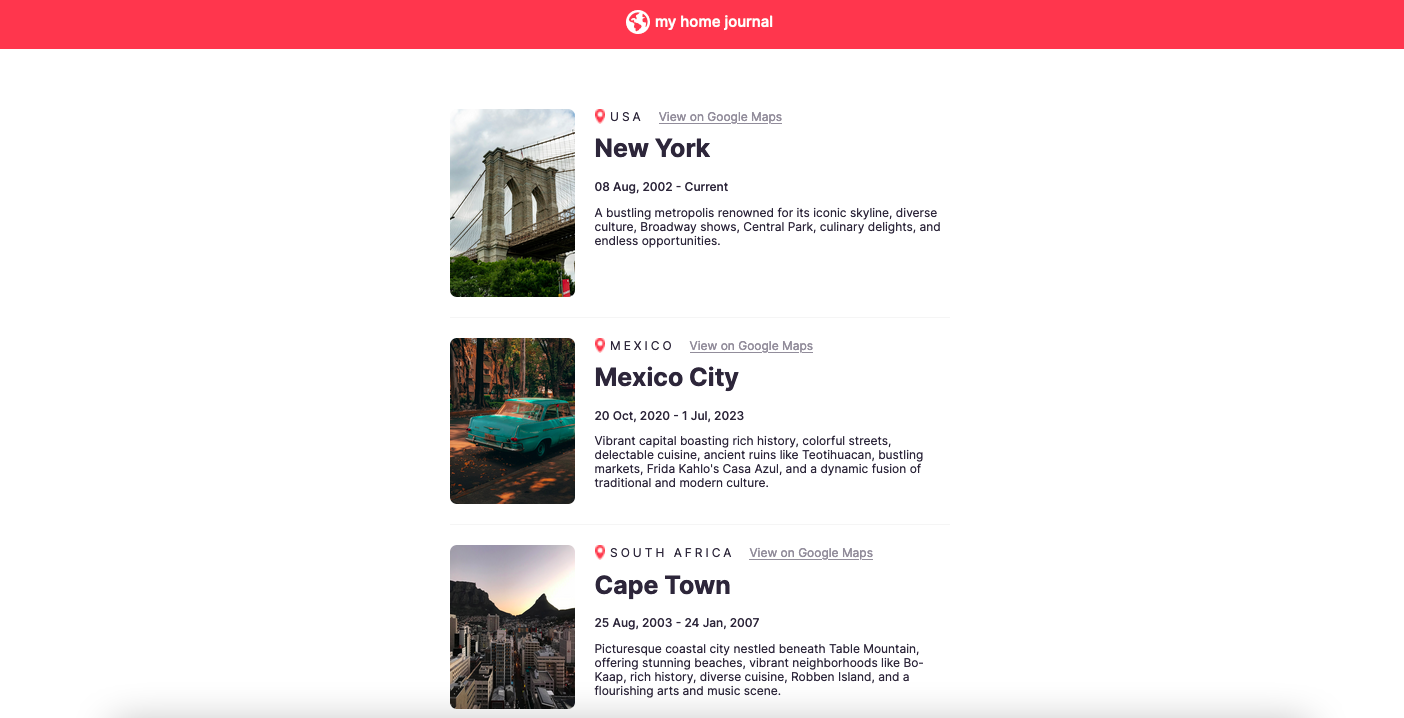 my home journal
USA View on Google Maps
New York
08 Aug, 2002 - Current
A bustling metropolis renowned for its iconic skyline, diverse
culture, Broadway shows, Central Park, culinary delights, and
endless opportunities.
MEXICO View on Google Maps
Mexico City
20 Oct, 2020 - 1 Jul, 2023
Vibrant capital boasting rich history, colorful streets,
delectable cuisine, ancient ruins like Teotihuacan, bustling
markets, Frida Kahlo's Casa Azul, and a dynamic fusion of
traditional and modern culture.
SOUTH AFRICA View on Google Maps
Cape Town
25 Aug, 2003 - 24 Jan, 2007
Picturesque coastal city nestled beneath Table Mountain,
offering stunning beaches, vibrant neighborhoods like Bo-
Kaap, rich history, diverse cuisine, Robben Island, and a
flourishing arts and music scene.